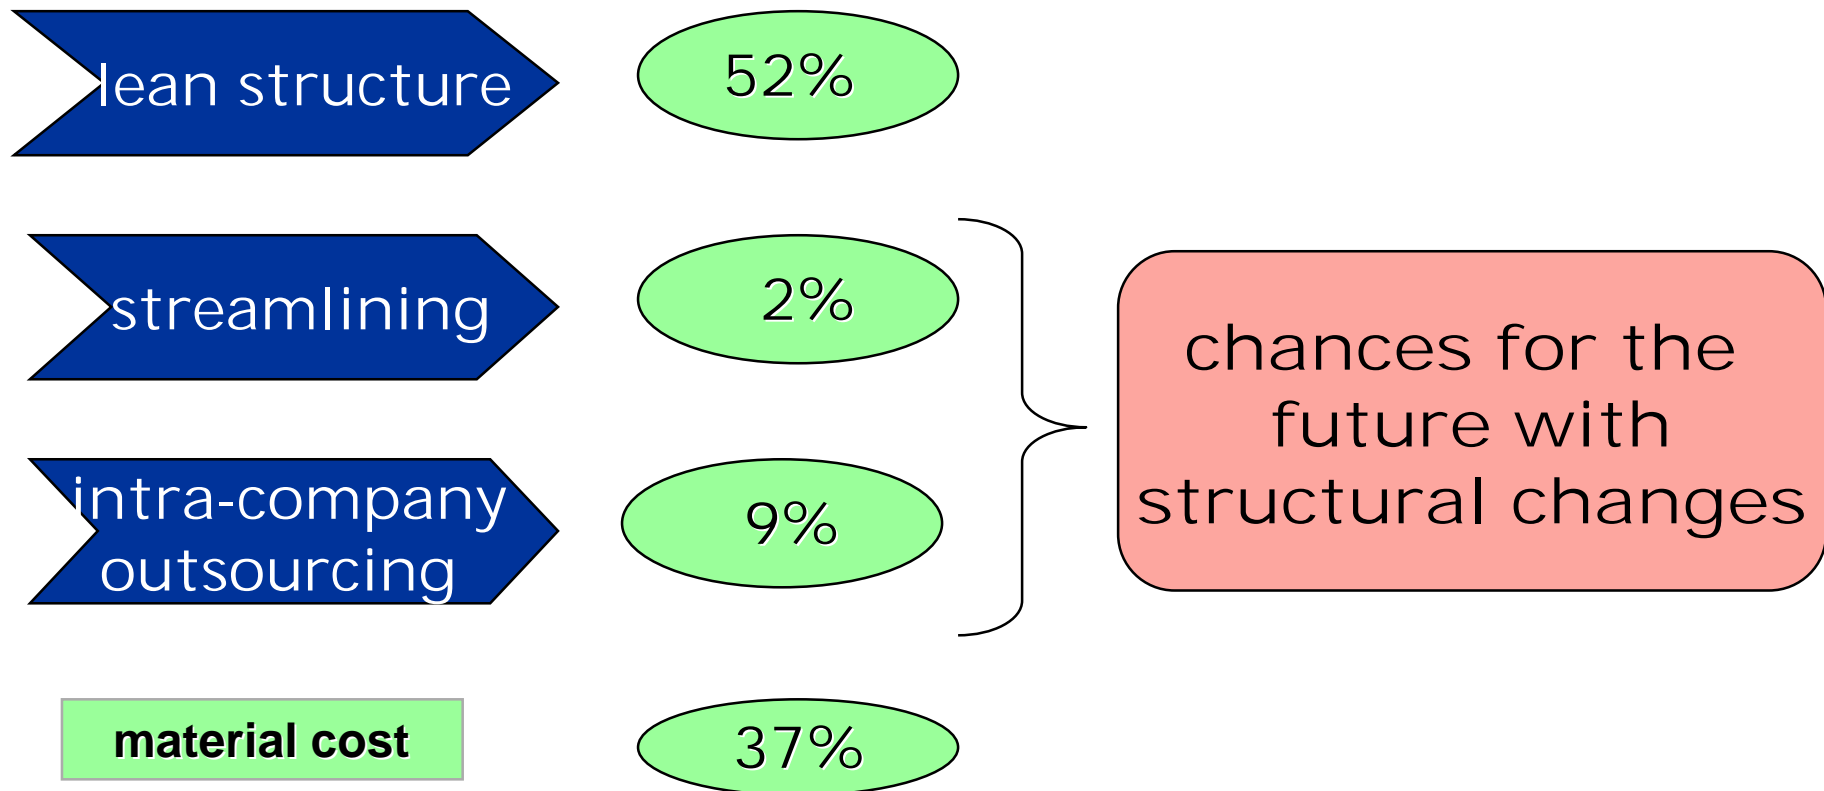 lean structure
52%
streamlining
2%
intra-company
outsourcing
9%
chances for the
future with
structural changes
material cost
37%